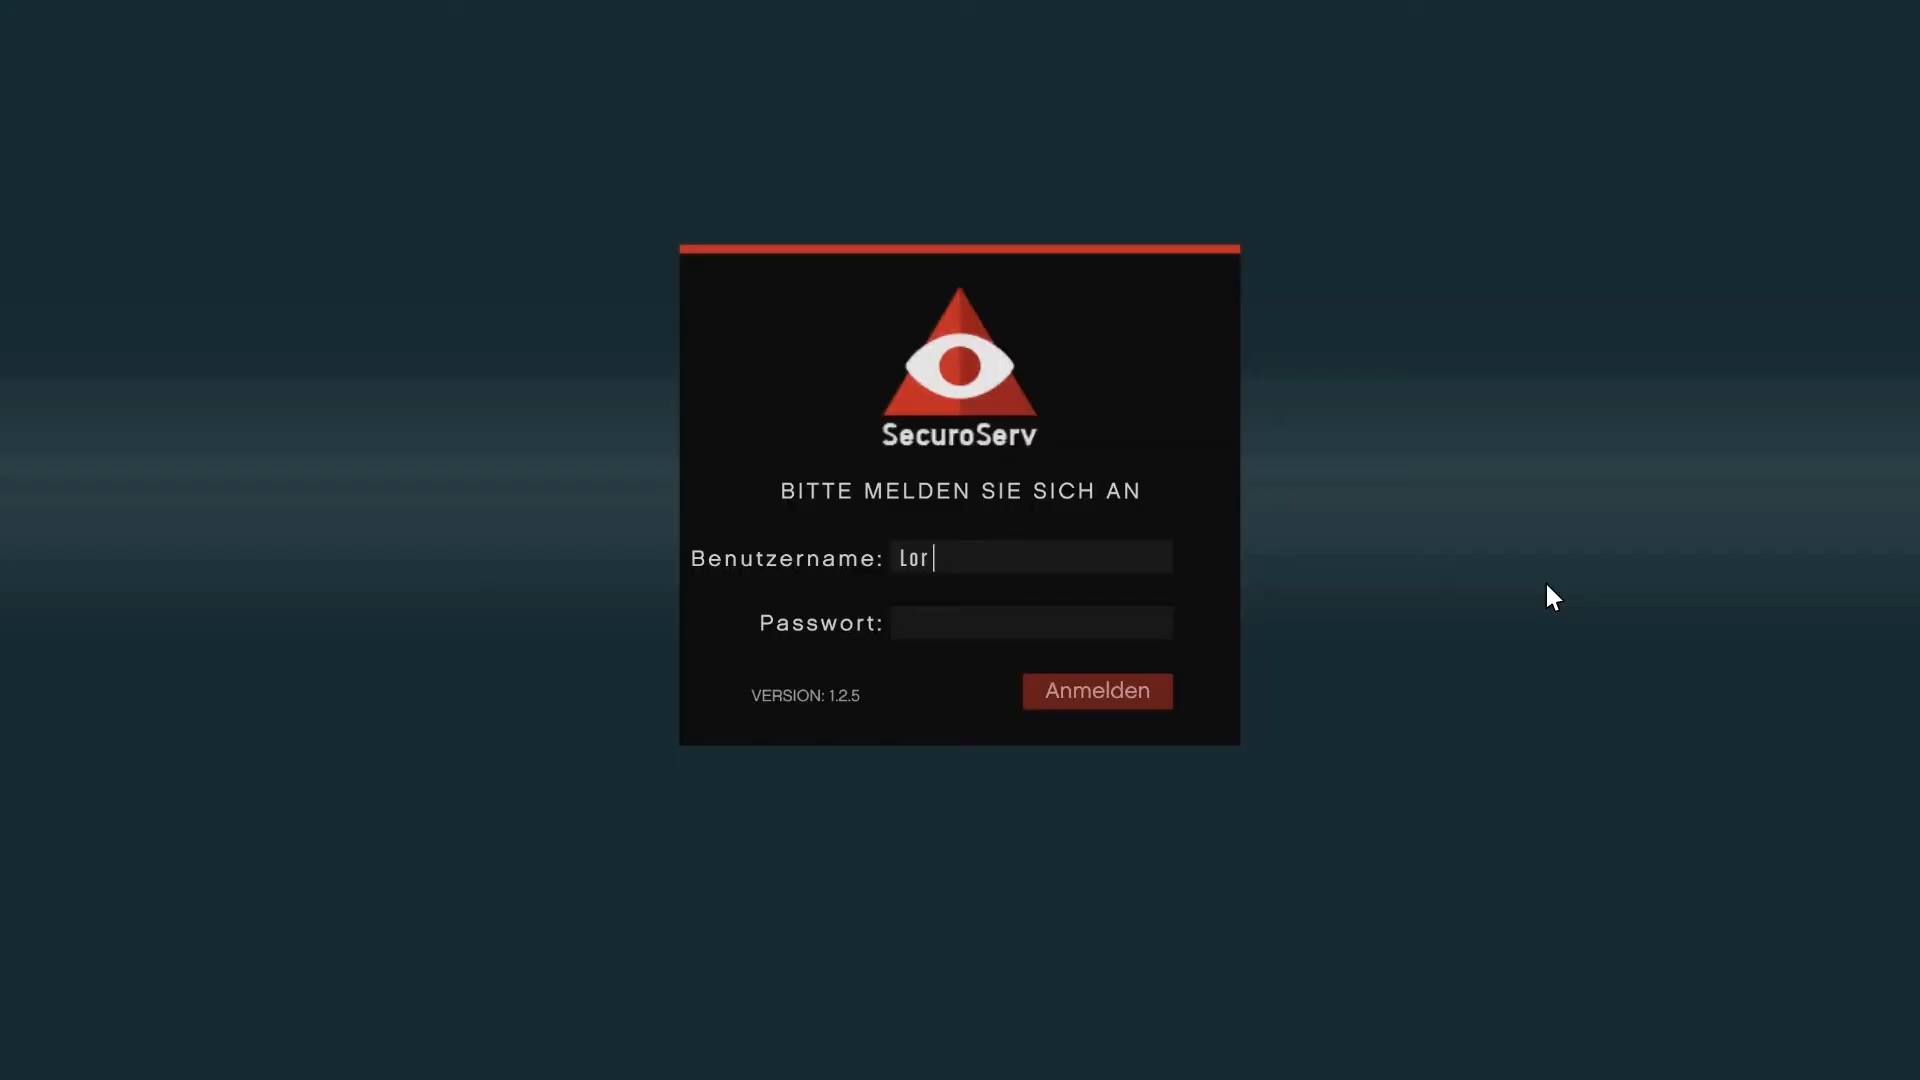 SecuroServ
BITTE MELDEN SIE SICH AN
Benutzername: Lor
Passwort:
VERSION: 1.2.5 Anmelden